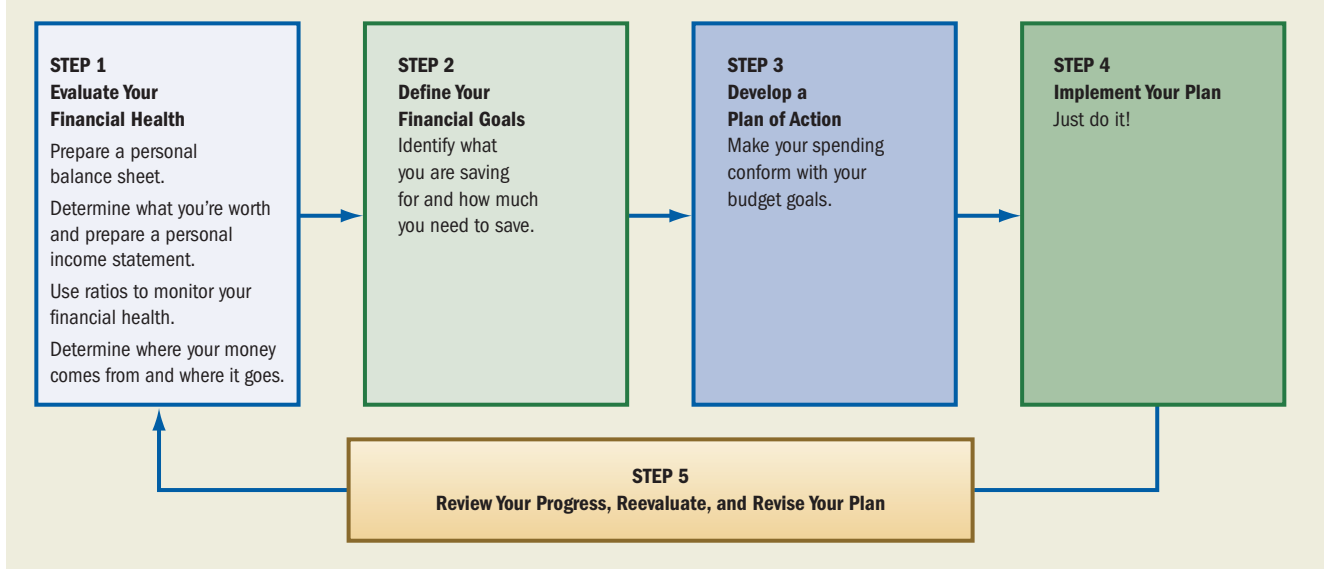 STEP 1
Evaluate Your
Financial Health
Prepare a personal
balance sheet.
Determine what you're worth
and prepare a personal
income statement.
Use ratios to monitor your
financial health.
Determine where your money
comes from and where it goes.
STEP 2
Define Your
Financial Goals
Identify what
you are saving
for and how much
you need to save.
STEP 3
Develop a
Plan of Action
Make your spending
conform with your
budget goals.
STEP 4
Implement Your Plan
Just do it!
STEP 5
Review Your Progress, Reevaluate, and Revise Your Plan